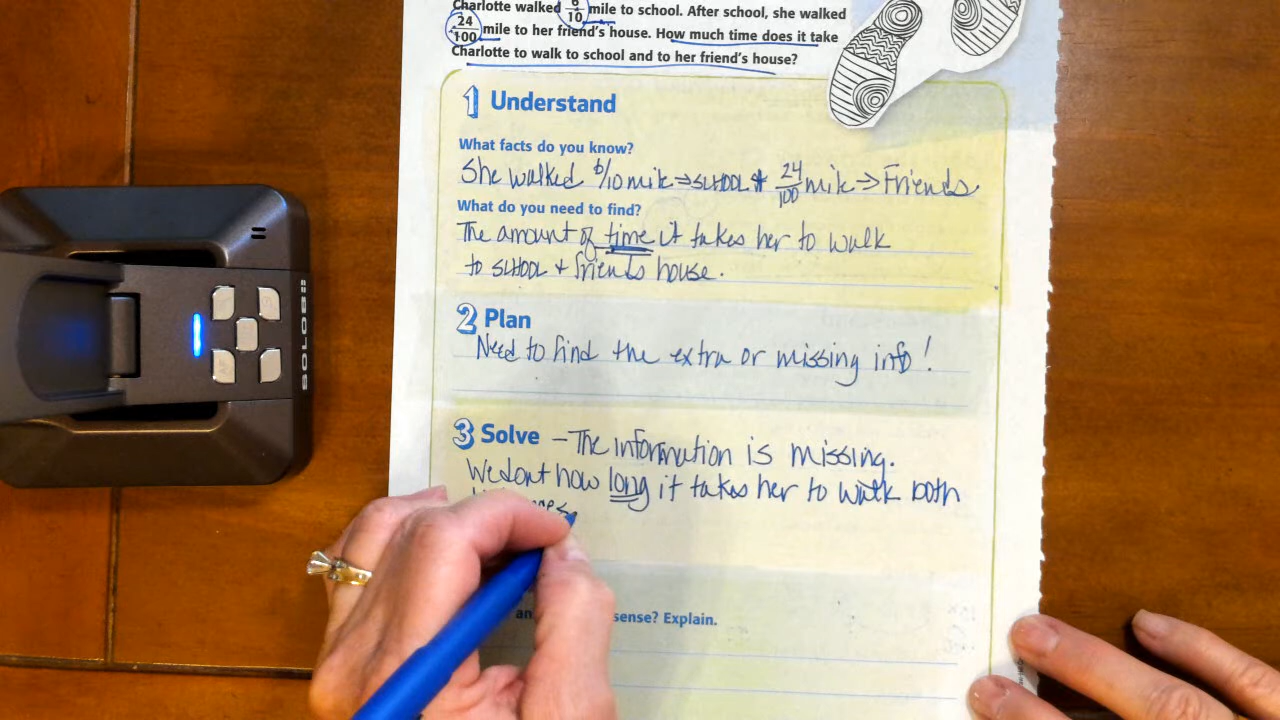 Charlotte walked 6/10 mile to school. After school, she walked
24/100 mile to her friend's house. How much time does it take
Charlotte to walk to school and to her friend's house?
1 Understand
What facts do you know?
She walked 6/10 mile → SCHOOL + 24/100 mile → Friends
What do you need to find?
The amount of time it takes her to walk
to SCHOOL + friends house.
2 Plan
Need to find the extra or missing info!
3 Solve - The information is missing.
We dont how long it takes her to walk both
sense? Explain.
SOLO 8